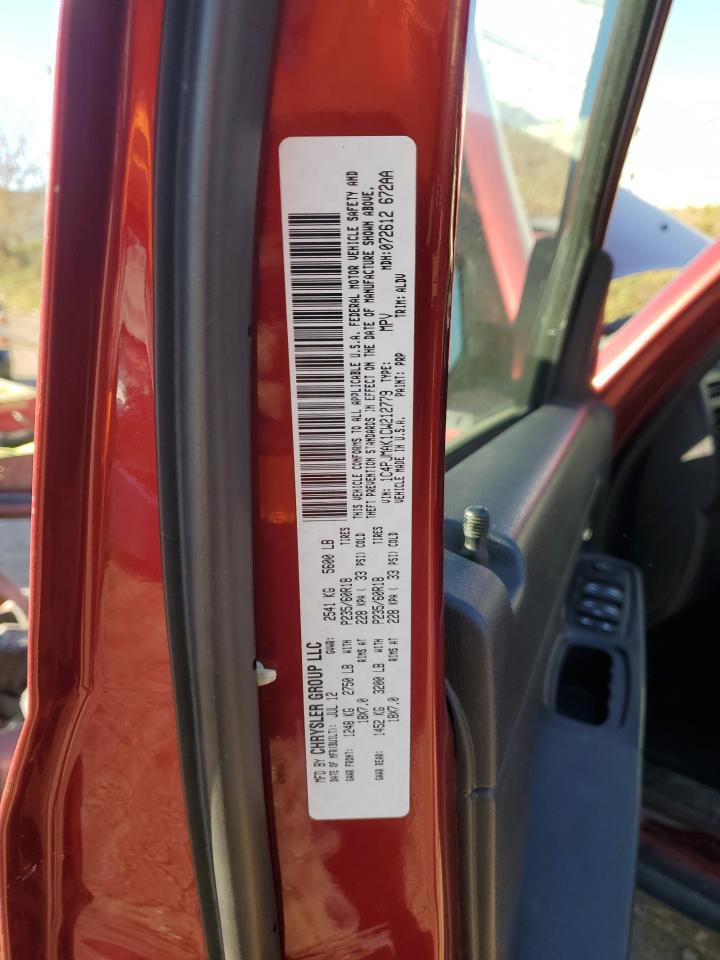 MFD BY CHRYSLER GROUP LLC
DATE OF MFR(BUILT): JUL 12 GVWR: 2541 KG 5600 LB
GAWR FRONT: 1248 KG 2750 LB WITH P235/60R18 TIRES
18X7.0 RIMS AT 228 KPA ( 33 PSI) COLD
GAWR REAR: 1452 KG 3200 LB WITH P235/60R18 TIRES
18X7.0 RIMS AT 228 KPA ( 33 PSI) COLD
THIS VEHICLE CONFORMS TO ALL APPLICABLE U.S.A. FEDERAL MOTOR VEHICLE SAFETY AND
THEFT PREVENTION STANDARDS IN EFFECT ON THE DATE OF MANUFACTURE SHOWN ABOVE.
VIN: 1C4PJMAK1CW212779 TYPE: MPV MDH: 072612 672AA
VEHICLE MADE IN U.S.A. PAINT: PRP TRIM: ALDV